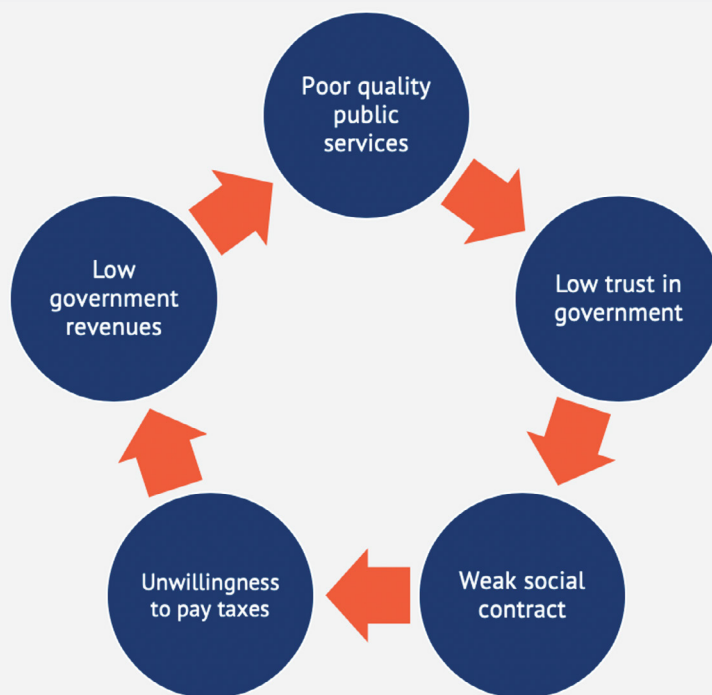 Poor quality
public
services
Low trust in
government
Weak social
contract
Unwillingness
to pay taxes
Low
government
revenues